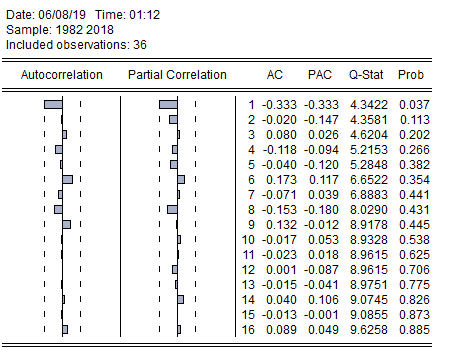 Date: 06/08/19 Time: 01:12
Sample: 1982 2018
Included observations: 36
Autocorrelation Partial Correlation AC PAC Q-Stat Prob
1 -0.333 -0.333 4.3422 0.037
2 -0.020 -0.147 4.3581 0.113
3 0.080 0.026 4.6204 0.202
4 -0.118 -0.094 5.2153 0.266
5 -0.040 -0.120 5.2848 0.382
6 0.173 0.117 6.6522 0.354
7 -0.071 0.039 6.8883 0.441
8 -0.153 -0.180 8.0290 0.431
9 0.132 -0.012 8.9178 0.445
10 -0.017 0.053 8.9328 0.538
11 -0.023 0.018 8.9615 0.625
12 0.001 -0.087 8.9615 0.706
13 -0.015 -0.041 8.9751 0.775
14 0.040 0.106 9.0745 0.826
15 -0.013 -0.001 9.0855 0.873
16 0.089 0.049 9.6258 0.885